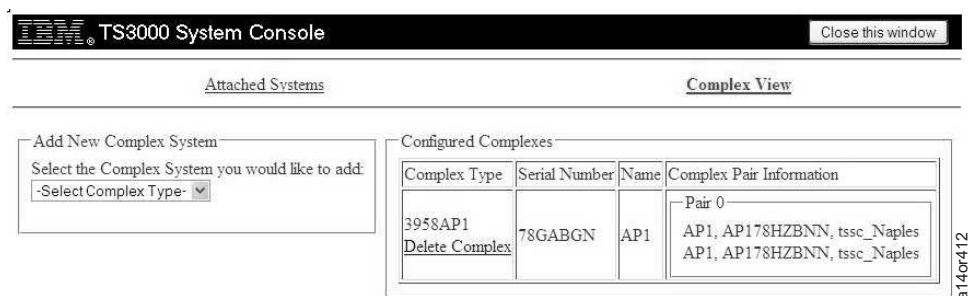 IBM® TS3000 System Console
Close this window
Attached Systems
Complex View
Add New Complex System
Select the Complex System you would like to add:
-Select Complex Type-
Configured Complexes
Complex Type Serial Number Name Complex Pair Information
3958AP1
Delete Complex
78GABGN
AP1
Pair 0
AP1, AP178HZBNN, tssc_Naples
AP1, AP178HZBNN, tssc_Naples
a14or412